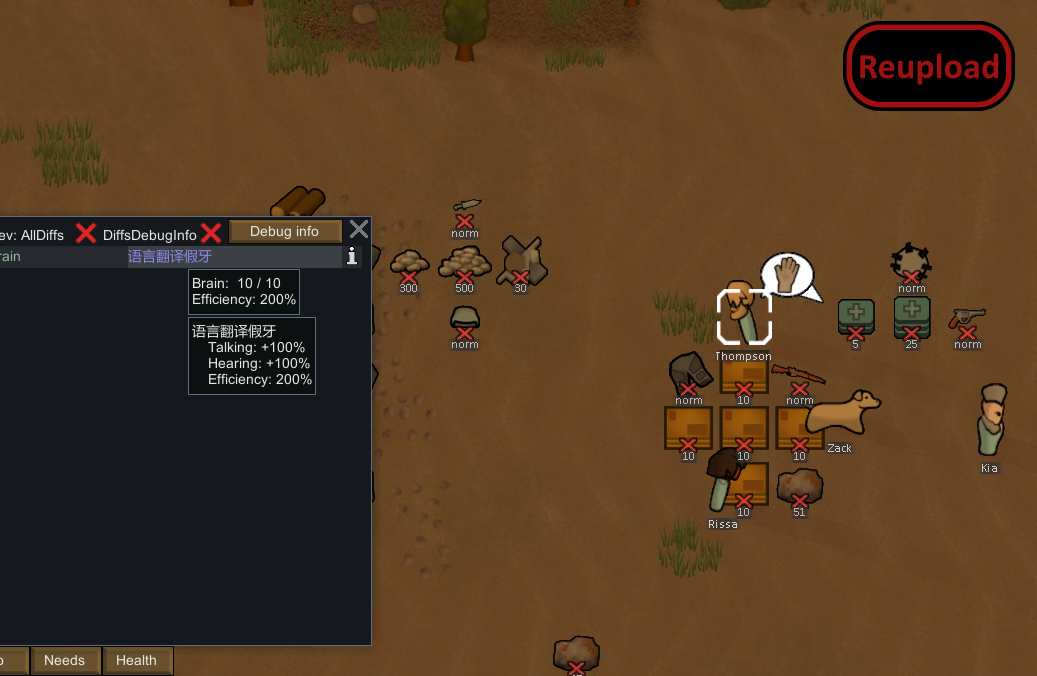 Reupload
norm
ev: AllDiffs
DiffsDebugInfo
Debug info
rain
语言翻译假牙
Brain: 10 / 10
Efficiency: 200%
语言翻译假牙
Talking: +100%
Hearing: +100%
Efficiency: 200%
300
500
30
norm
norm
5
25
norm
Thompson
norm
10
norm
10
10
10
Zack
Kia
10
51
Rissa
Needs
Health